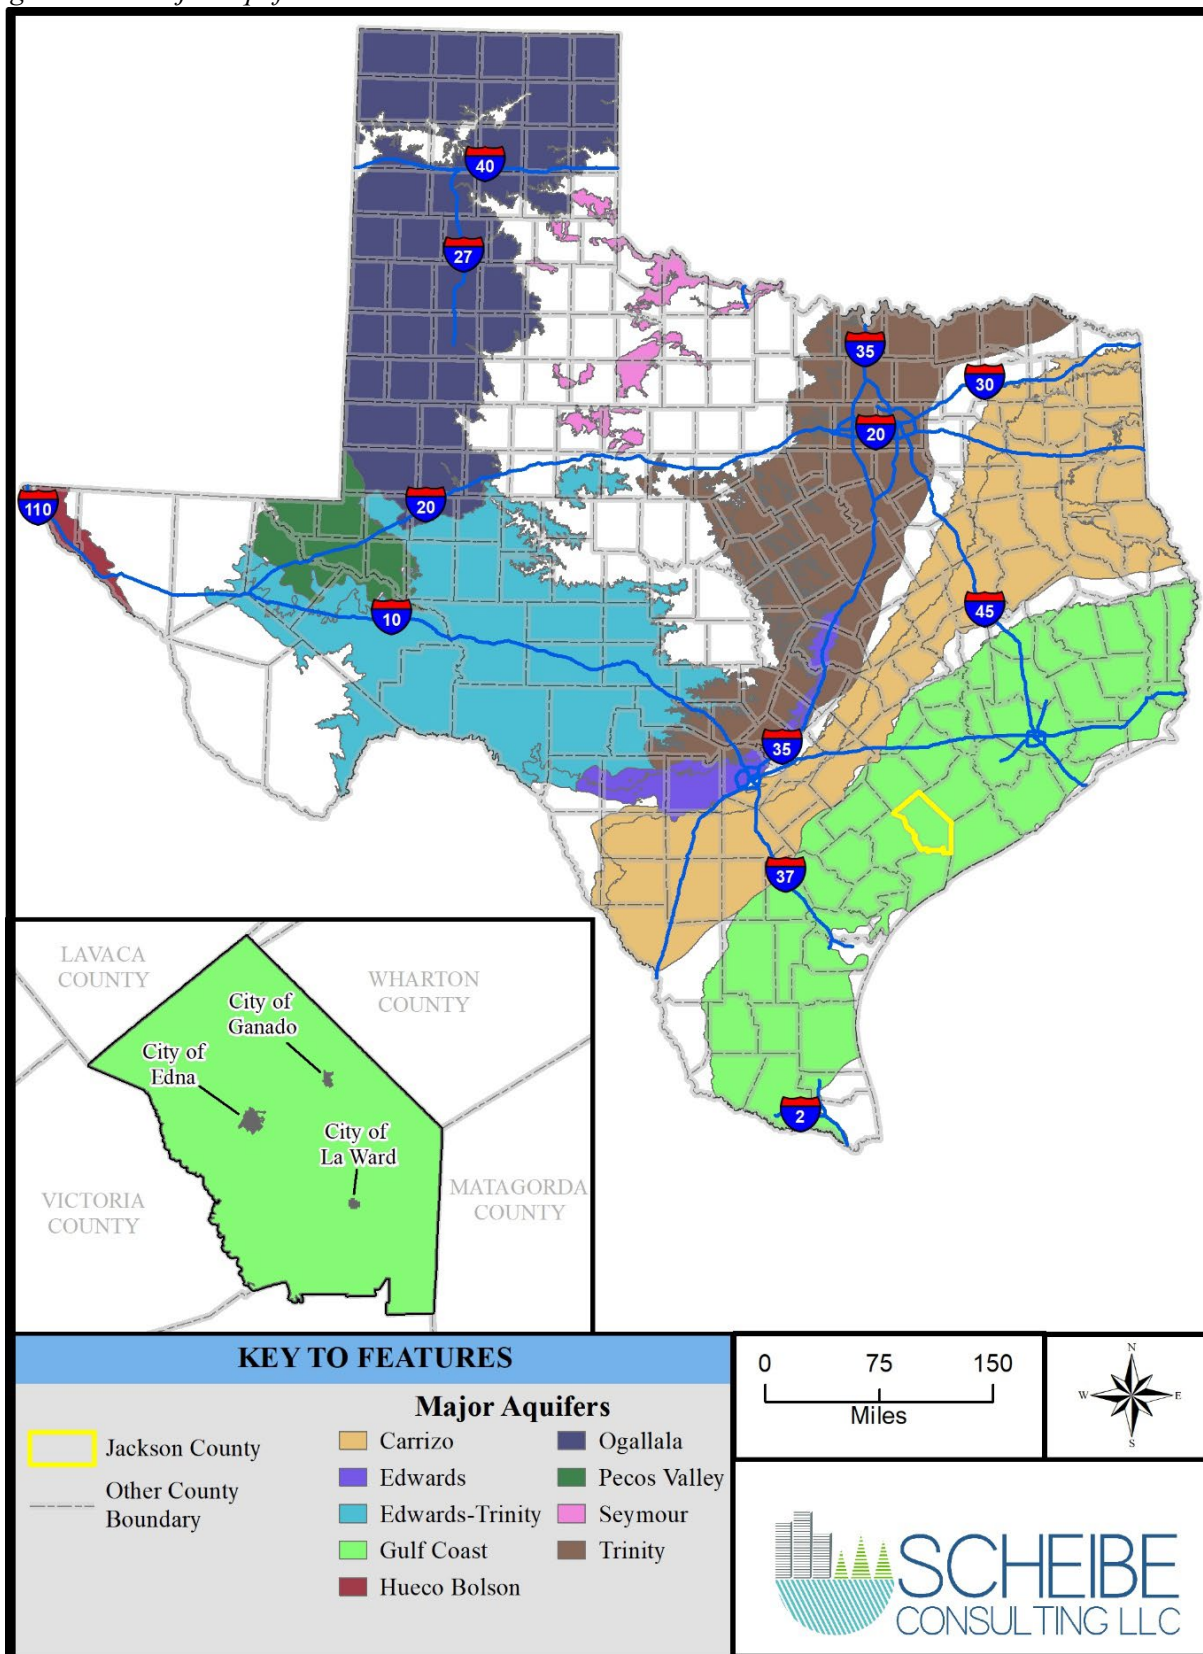 40
27
35
30
20
110
20
10
45
35
37
2
LAVACA
COUNTY
WHARTON
COUNTY
City of
Ganado
City of
Edna
City of
La Ward
VICTORIA
COUNTY
MATAGORDA
COUNTY
KEY TO FEATURES
Major Aquifers
Jackson County
Other County
Boundary
Carrizo
Edwards
Edwards-Trinity
Gulf Coast
Hueco Bolson
Ogallala
Pecos Valley
Seymour
Trinity
0 75 150
Miles
N
W E
S
SCHEIBE
CONSULTING LLC